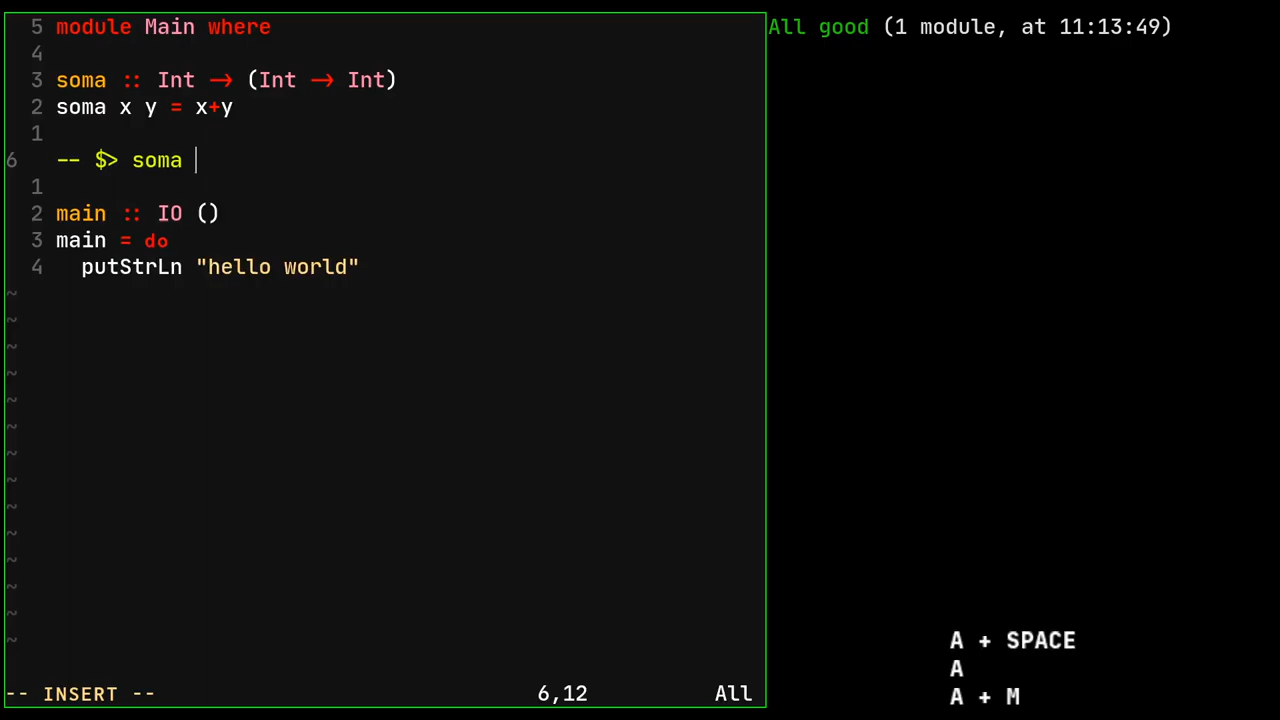 5 module Main where
4
3 soma :: Int -> (Int -> Int)
2 soma x y = x+y
1
6 -- $> soma
1
2 main :: IO ()
3 main = do
4 putStrLn "hello world"
~
~
~
~
~
~
~
~
~
~
~
~
~
~
-- INSERT -- 6,12 All
All good (1 module, at 11:13:49)
A + SPACE
A
A + M